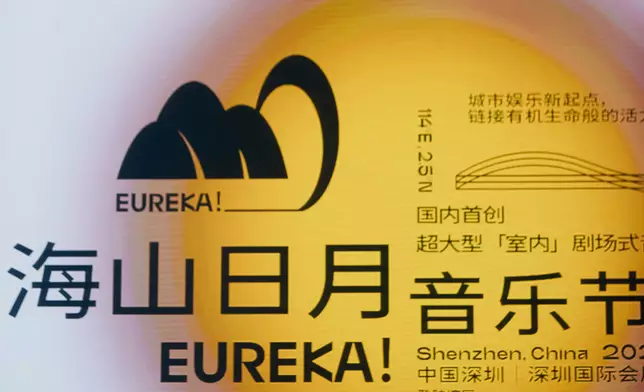 城市娱乐新起点，
链接有机生命般的活
114 E, 25 N
EUREKA!
国内首创
超大型「室内」剧场式
海山日月
音乐节
EUREKA!
Shenzhen, China 202
中国深圳｜深圳国际会